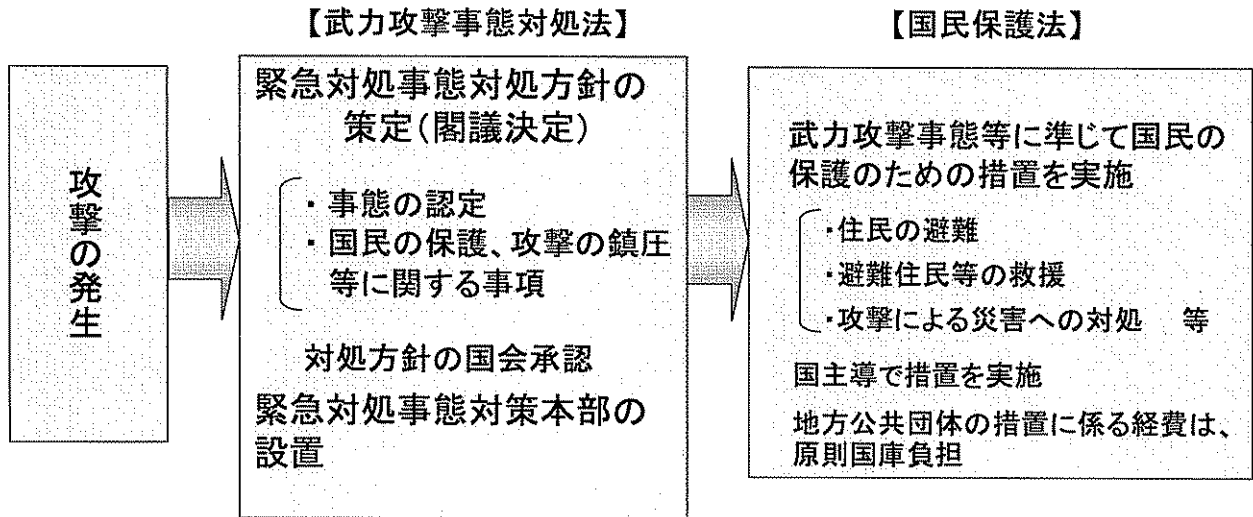 【武力攻撃事態対処法】
【国民保護法】
攻撃の発生
緊急対処事態対処方針の
策定(閣議決定)
・事態の認定
・国民の保護、攻撃の鎮圧
等に関する事項
対処方針の国会承認
緊急対処事態対策本部の
設置
武力攻撃事態等に準じて国民の
保護のための措置を実施
・住民の避難
・避難住民等の救援
・攻撃による災害への対処　等
国主導で措置を実施
地方公共団体の措置に係る経費は、
原則国庫負担